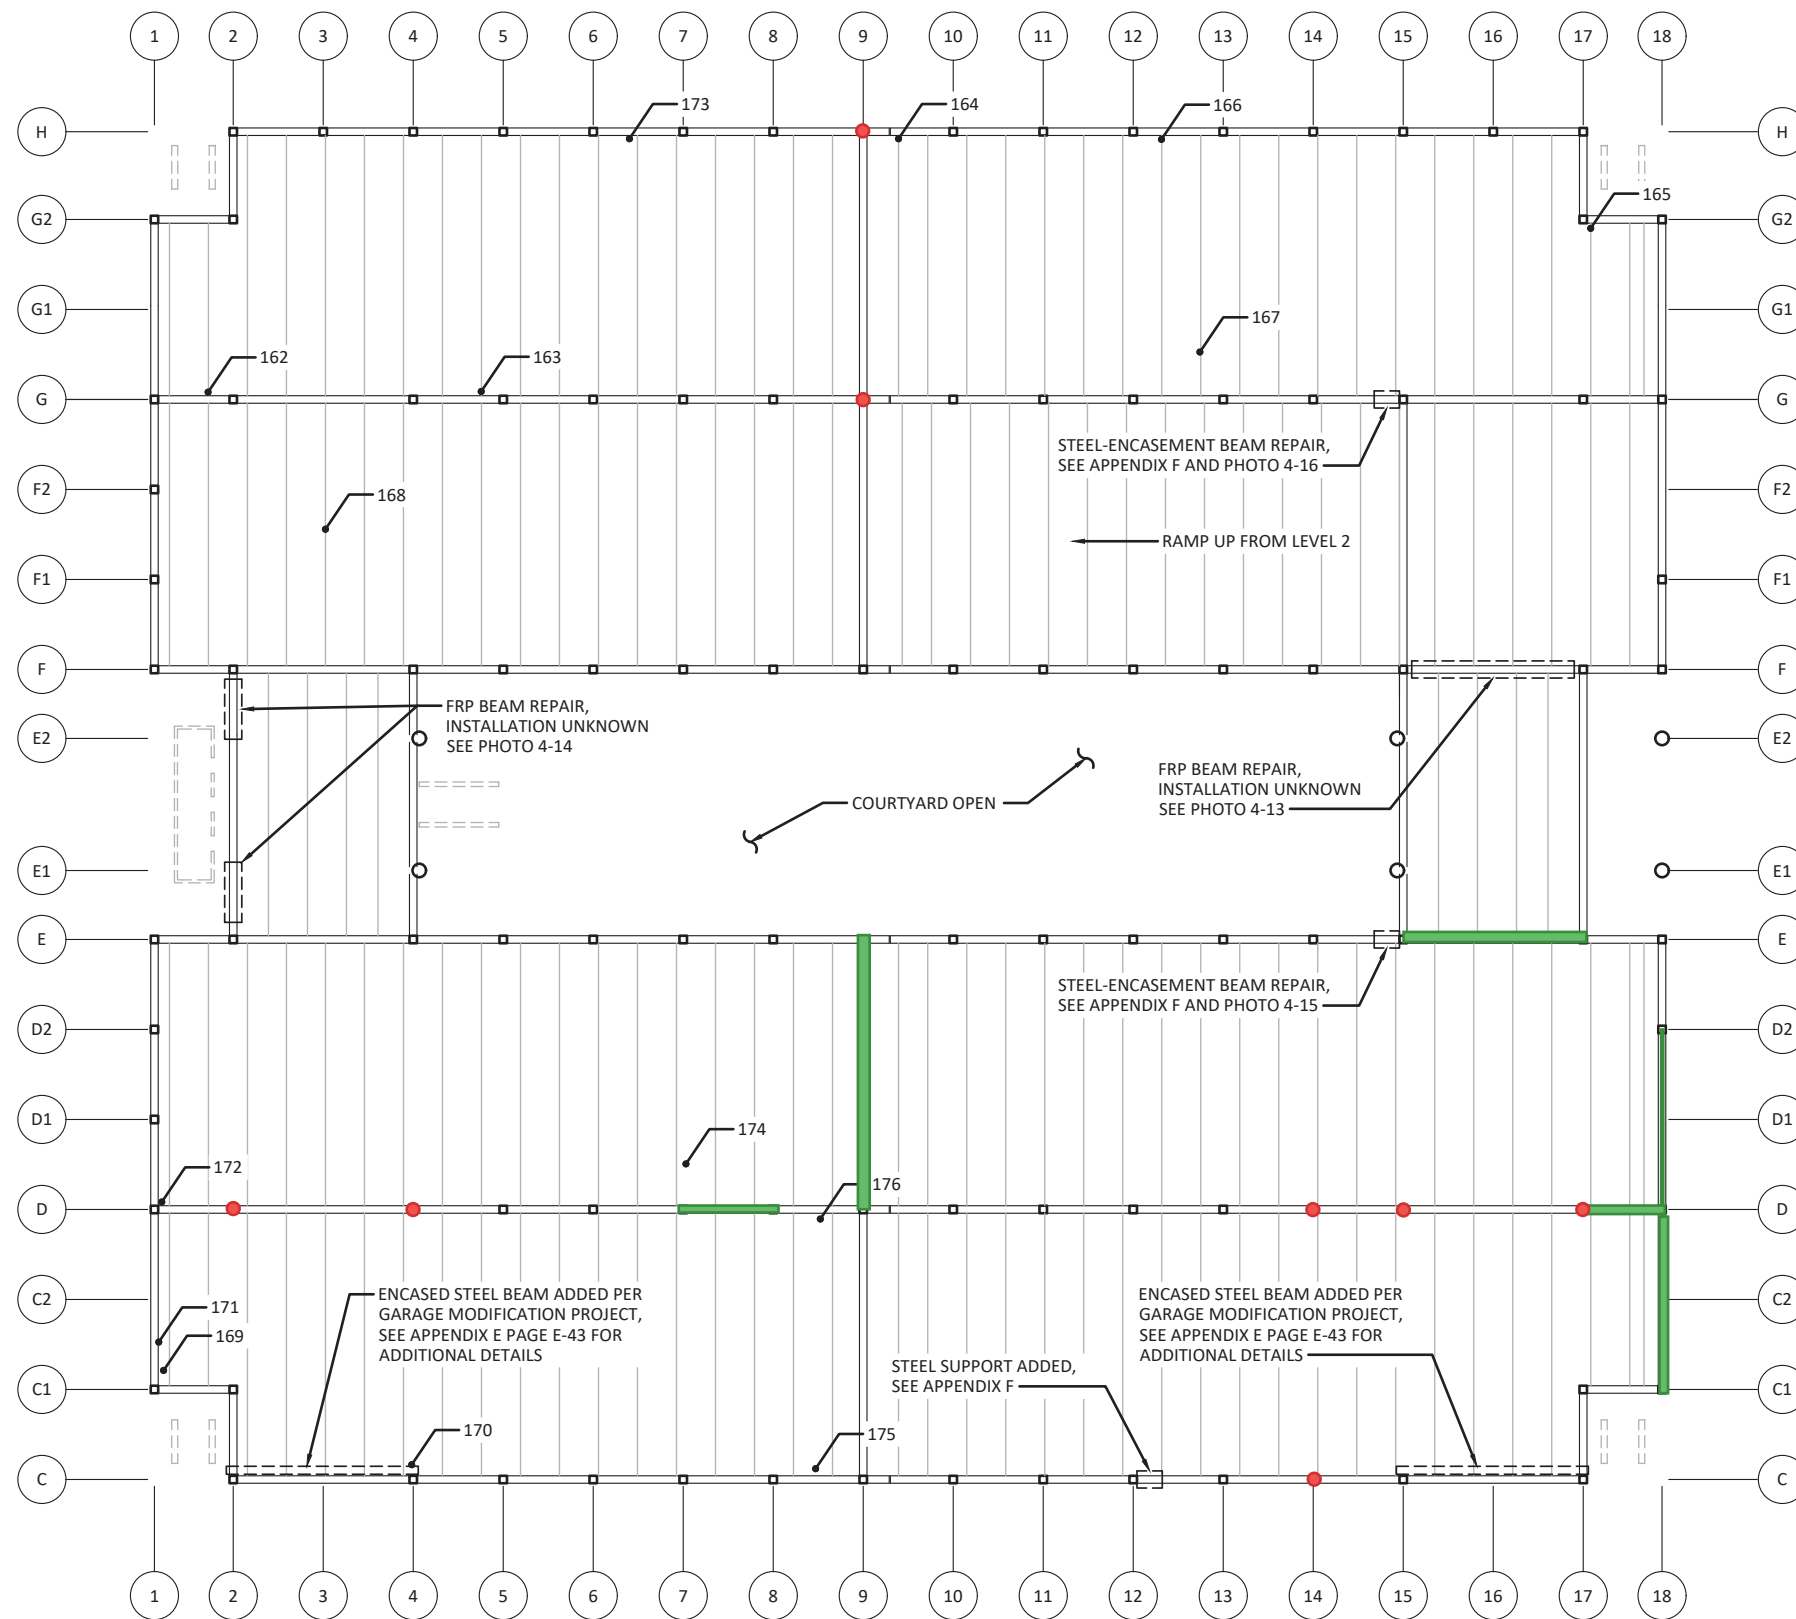 1 2 3 4 5 6 7 8 9 10 11 12 13 14 15 16 17 18
173 164 166
H H
165
G2 G2
G1 G1
167
162 163
G G
STEEL-ENCASEMENT BEAM REPAIR,
SEE APPENDIX F AND PHOTO 4-16
F2 F2
168
RAMP UP FROM LEVEL 2
F1 F1
F F
FRP BEAM REPAIR,
INSTALLATION UNKNOWN
SEE PHOTO 4-14
E2 E2
FRP BEAM REPAIR,
INSTALLATION UNKNOWN
SEE PHOTO 4-13
COURTYARD OPEN
E1 E1
E E
STEEL-ENCASEMENT BEAM REPAIR,
SEE APPENDIX F AND PHOTO 4-15
D2 D2
D1 D1
174
172
176
D D
ENCASED STEEL BEAM ADDED PER
GARAGE MODIFICATION PROJECT,
SEE APPENDIX E PAGE E-43 FOR
ADDITIONAL DETAILS
ENCASED STEEL BEAM ADDED PER
GARAGE MODIFICATION PROJECT,
SEE APPENDIX E PAGE E-43 FOR
ADDITIONAL DETAILS
C2 C2
171
169
STEEL SUPPORT ADDED,
SEE APPENDIX F
C1 C1
170 175
C C
1 2 3 4 5 6 7 8 9 10 11 12 13 14 15 16 17 18